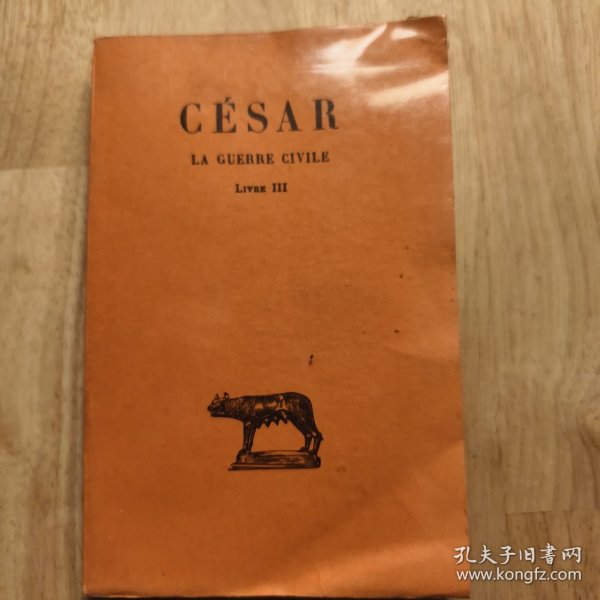 CÉSAR
LA GUERRE CIVILE
LIVRE III
孔夫子旧书网
www.kongfz.com